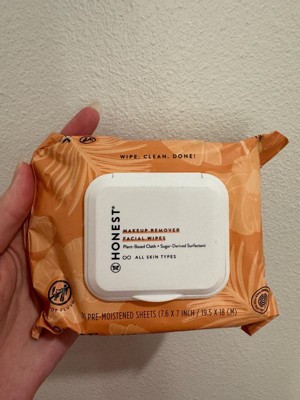 WIPE. CLEAN. DONE!
HONEST®
MAKEUP REMOVER
FACIAL WIPES
Plant-Based Cloth + Sugar-Derived Surfactant
ALL SKIN TYPES
PRE-MOISTENED SHEETS (7.6 X 7 INCH / 19.3 X 18 CM)